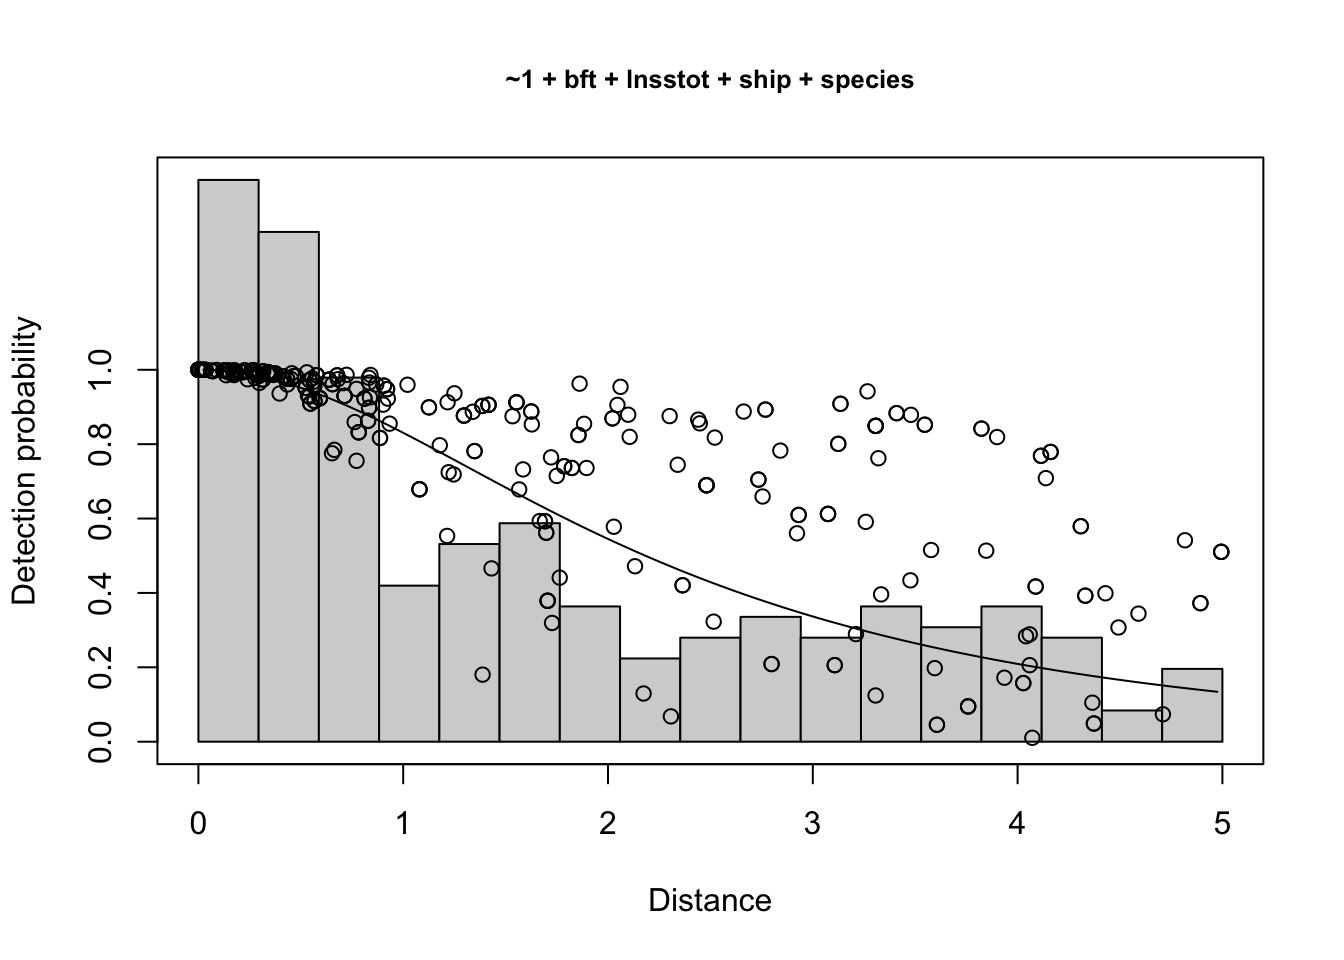 ~1 + bft + lnsstot + ship + species
Detection probability
1.0
0.8
0.6
0.4
0.2
0.0
0 1 2 3 4 5
Distance